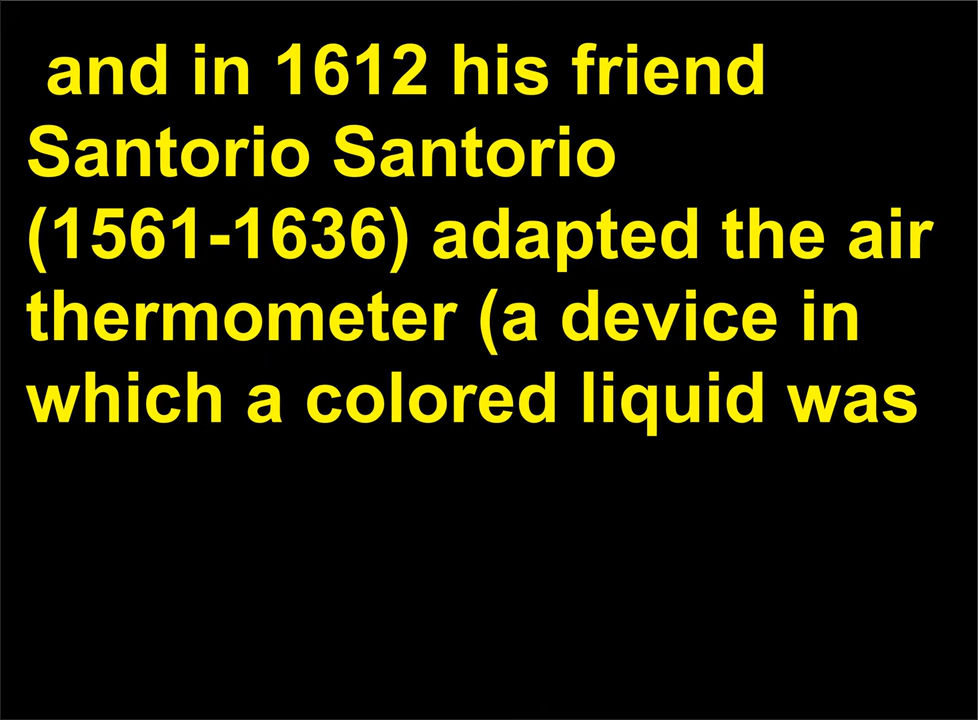 and in 1612 his friend
Santorio Santorio
(1561-1636) adapted the air
thermometer (a device in
which a colored liquid was